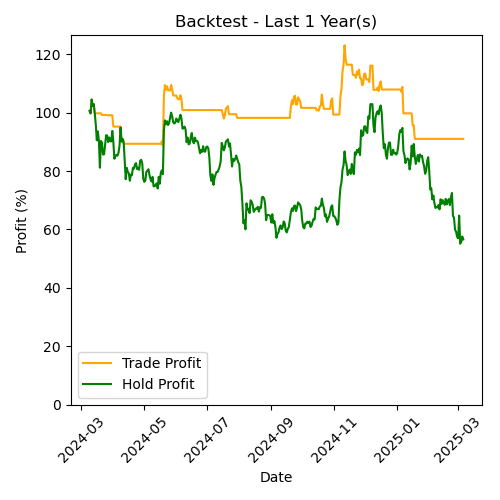 Backtest - Last 1 Year(s)
Profit (%)
120
100
80
60
40
20
0
Trade Profit
Hold Profit
2024-03
2024-05
2024-07
2024-09
2024-11
2025-01
2025-03
Date